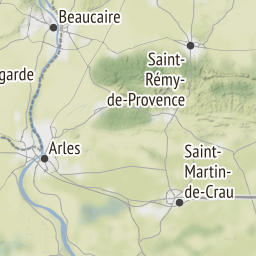 Beaucaire
Saint-
Rémy-
de-Provence
garde
Arles
Saint-
Martin-
de-Crau